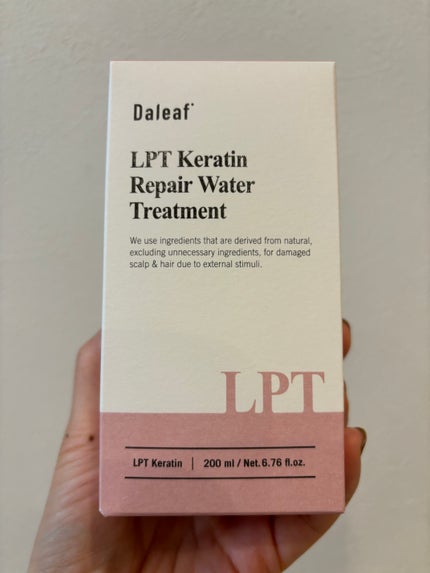 Daleaf
LPT Keratin
Repair Water
Treatment
We use ingredients that are derived from natural,
excluding unnecessary ingredients, for damaged
scalp & hair due to external stimuli.
LPT
LPT Keratin | 200 ml / Net.6.76 fl.oz.